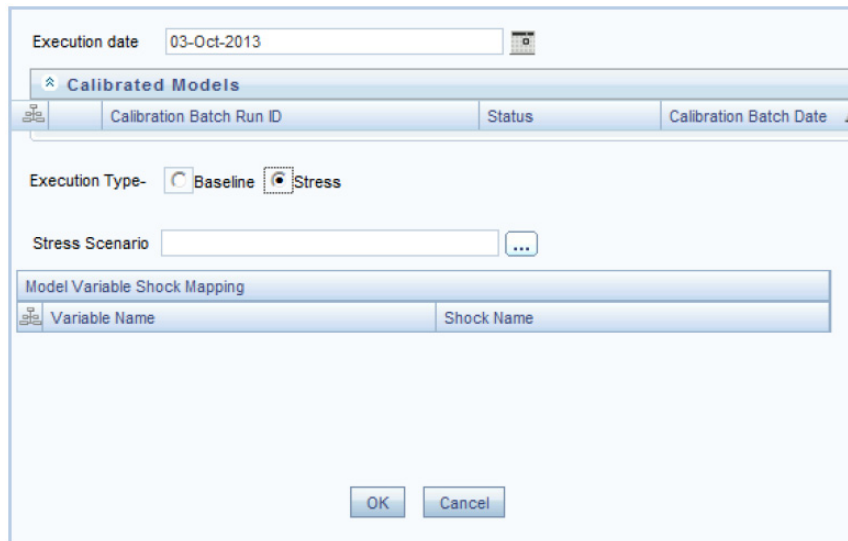 Execution date 03-Oct-2013
Calibrated Models
Calibration Batch Run ID Status Calibration Batch Date
Execution Type- Baseline Stress
Stress Scenario ...
Model Variable Shock Mapping
Variable Name Shock Name
OK Cancel